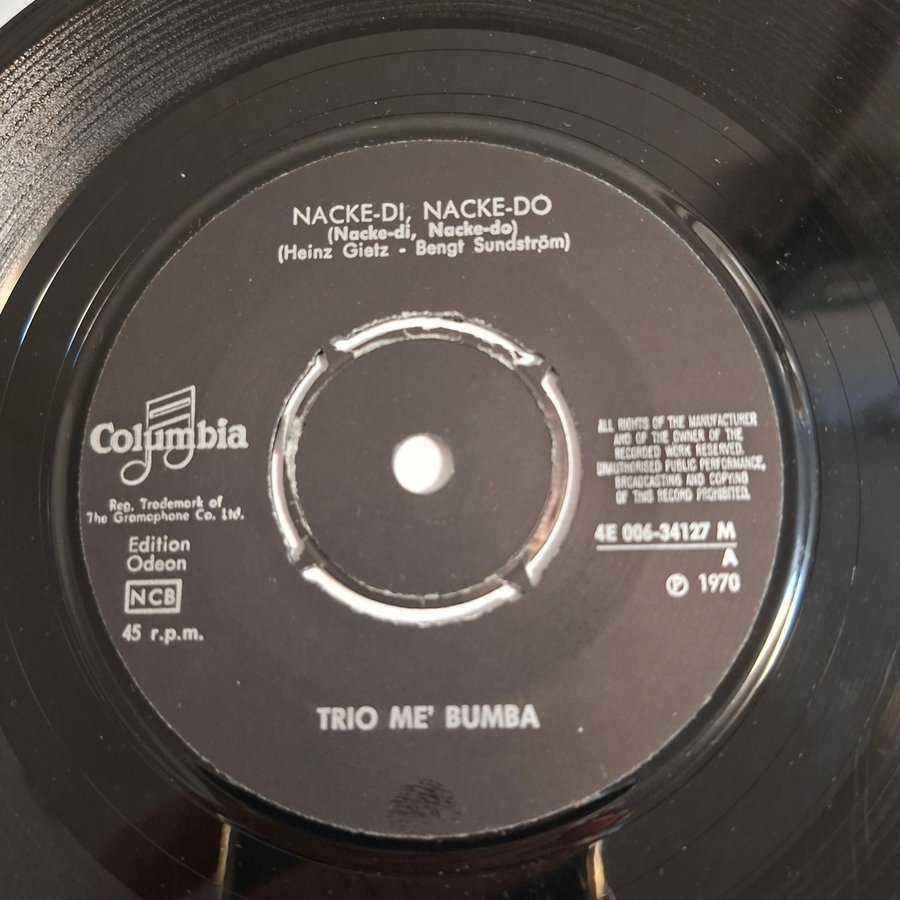 NACKE-DI, NACKE-DO
(Nacke-di, Nacke-do)
(Heinz Gietz - Bengt Sundström)
Columbia
Reg. Trademark of
The Gramophone Co. Ltd.
Edition
Odeon
NCB
45 r.p.m.
ALL RIGHTS OF THE MANUFACTURER
AND OF THE OWNER OF THE
RECORDED WORK RESERVED.
UNAUTHORISED PUBLIC PERFORMANCE,
BROADCASTING AND COPYING
OF THIS RECORD PROHIBITED.
4E 006-34127 M
A
℗ 1970
TRIO ME' BUMBA